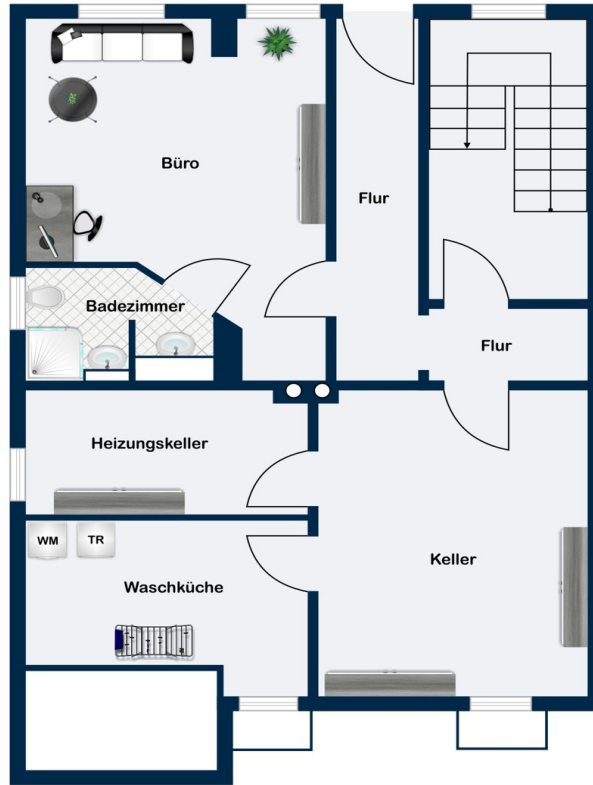 Büro
Flur
Badezimmer
Flur
Heizungskeller
WM
TR
Keller
Waschküche